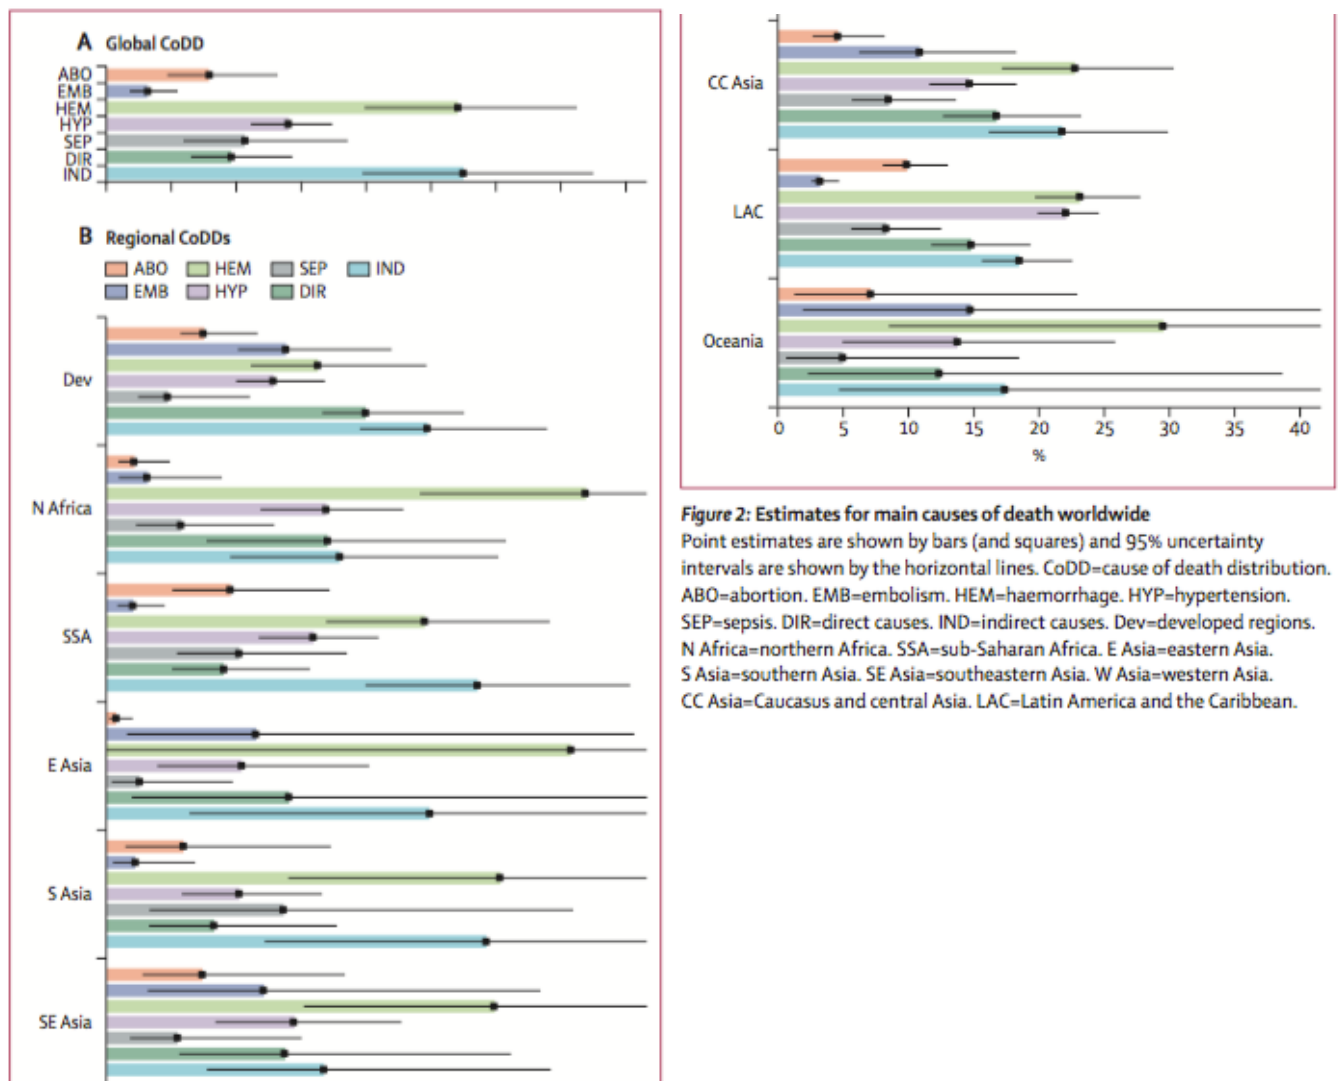 A Global CoDD
ABO
EMB
HEM
HYP
SEP
DIR
IND
B Regional CoDDs
ABO HEM SEP IND
EMB HYP DIR
Dev
N Africa
SSA
E Asia
S Asia
SE Asia
CC Asia
LAC
Oceania
0 5 10 15 20 25 30 35 40
%
Figure 2: Estimates for main causes of death worldwide
Point estimates are shown by bars (and squares) and 95% uncertainty
intervals are shown by the horizontal lines. CoDD=cause of death distribution.
ABO=abortion. EMB=embolism. HEM=haemorrhage. HYP=hypertension.
SEP=sepsis. DIR=direct causes. IND=indirect causes. Dev=developed regions.
N Africa=northern Africa. SSA=sub-Saharan Africa. E Asia=eastern Asia.
S Asia=southern Asia. SE Asia=southeastern Asia. W Asia=western Asia.
CC Asia=Caucasus and central Asia. LAC=Latin America and the Caribbean.